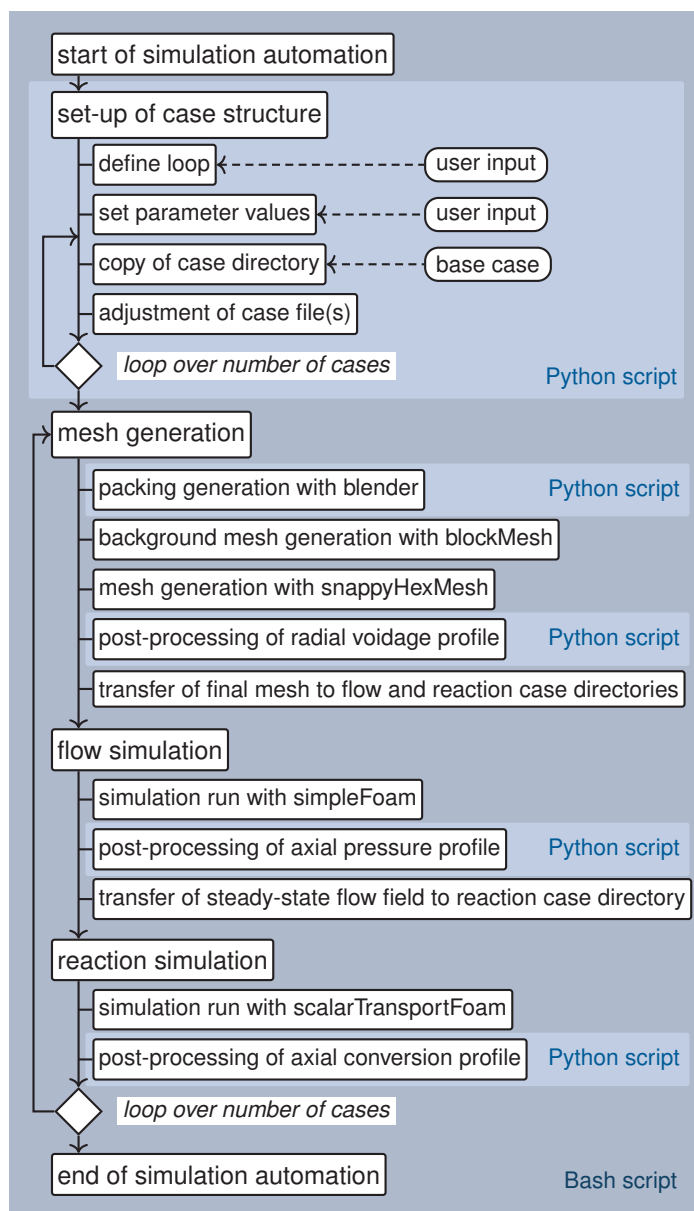 start of simulation automation
set-up of case structure
define loop
user input
set parameter values
user input
copy of case directory
base case
adjustment of case file(s)
loop over number of cases
Python script
mesh generation
packing generation with blender
Python script
background mesh generation with blockMesh
mesh generation with snappyHexMesh
post-processing of radial voidage profile
Python script
transfer of final mesh to flow and reaction case directories
flow simulation
simulation run with simpleFoam
post-processing of axial pressure profile
Python script
transfer of steady-state flow field to reaction case directory
reaction simulation
simulation run with scalarTransportFoam
post-processing of axial conversion profile
Python script
loop over number of cases
end of simulation automation
Bash script